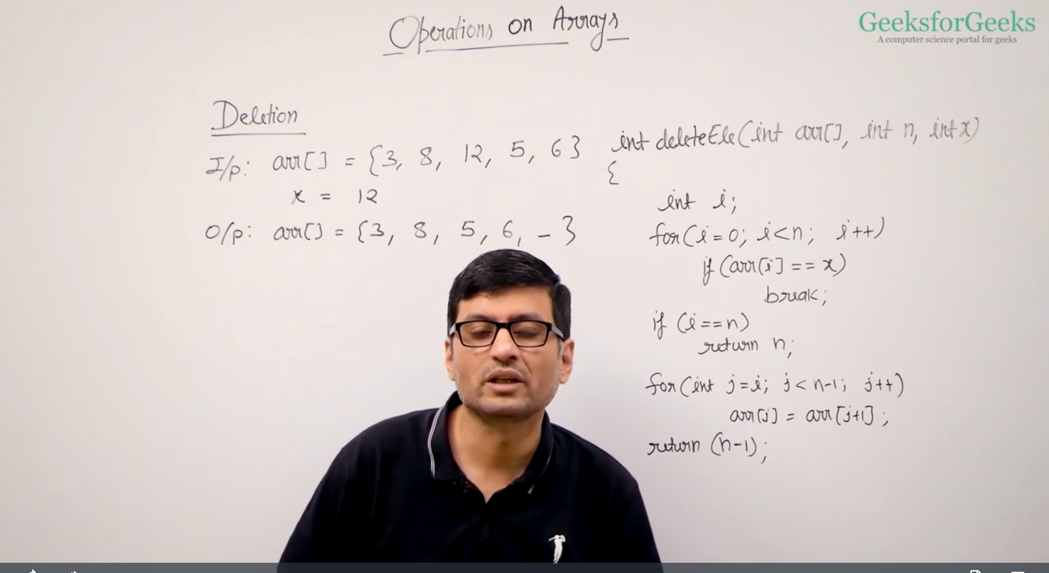 Operations on Arrays
GeeksforGeeks
A computer science portal for geeks
Deletion
I/p: arr[] = {3, 8, 12, 5, 6}
x = 12
O/p: arr[] = {3, 8, 5, 6, _ }
int deleteEle(int arr[], int n, int x)
{
int i;
for(i=0; i<n; i++)
if (arr[i] == x)
break;
if (i==n)
return n;
for(int j=i; j<n-1; j++)
arr[j] = arr[j+1];
return (n-1);